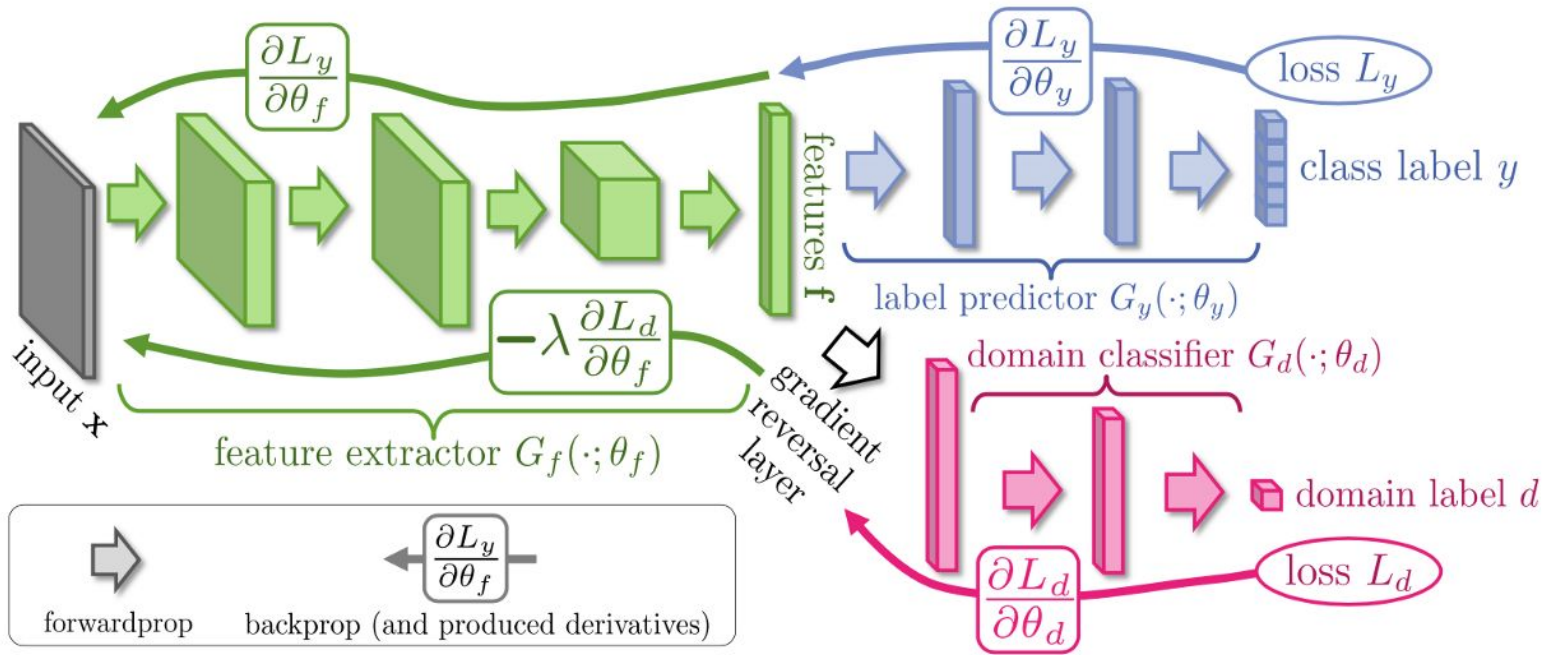 ∂L_y/∂θ_f
∂L_y/∂θ_y
loss L_y
features f
class label y
label predictor G_y(·; θ_y)
−λ ∂L_d/∂θ_f
input x
feature extractor G_f(·; θ_f)
gradient
reversal
layer
domain classifier G_d(·; θ_d)
domain label d
∂L_d/∂θ_d
loss L_d
∂L_y/∂θ_f
forwardprop
backprop (and produced derivatives)